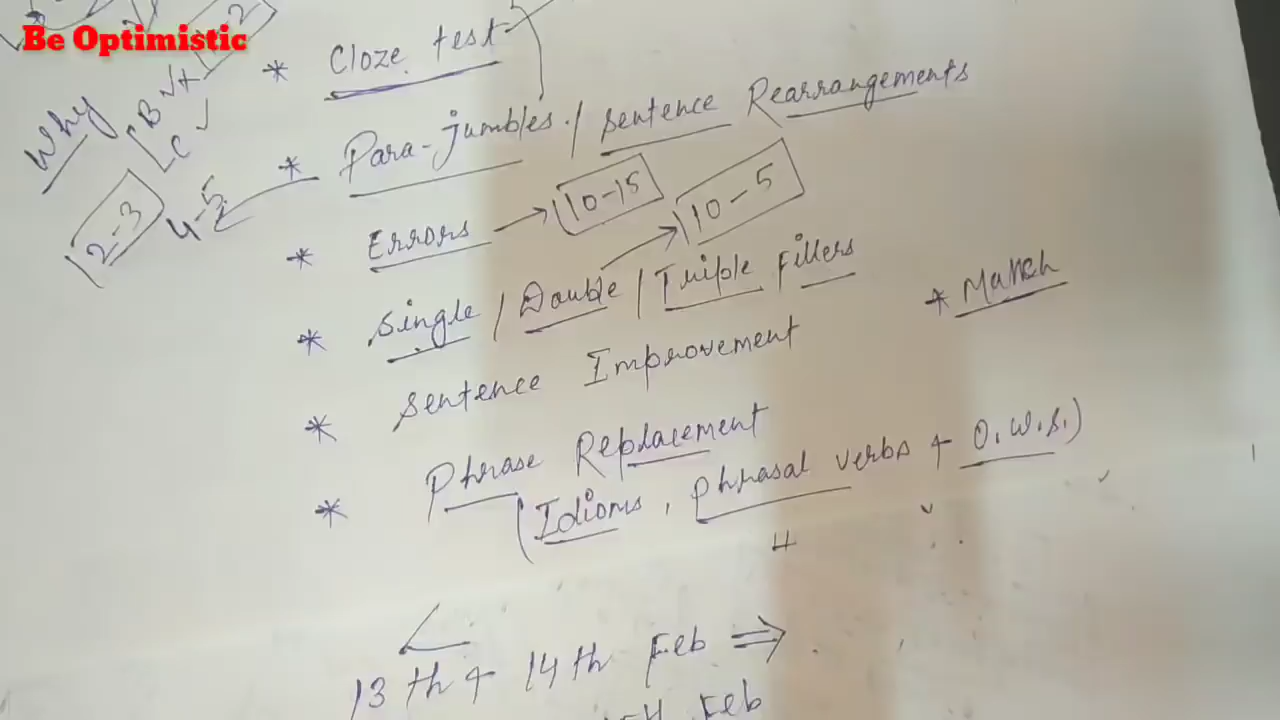 Be Optimistic
* Cloze test
Why
B
C
* Para-jumbles / Sentence Rearrangements
2-3
4-5
* Errors → 10-15
10-5
* Single / Double / Triple Fillers
* Match
* Sentence Improvement
* Phrase Replacement
(Idioms, Phrasal verbs + O.W.S.)
13th + 14th Feb ⇒
Feb